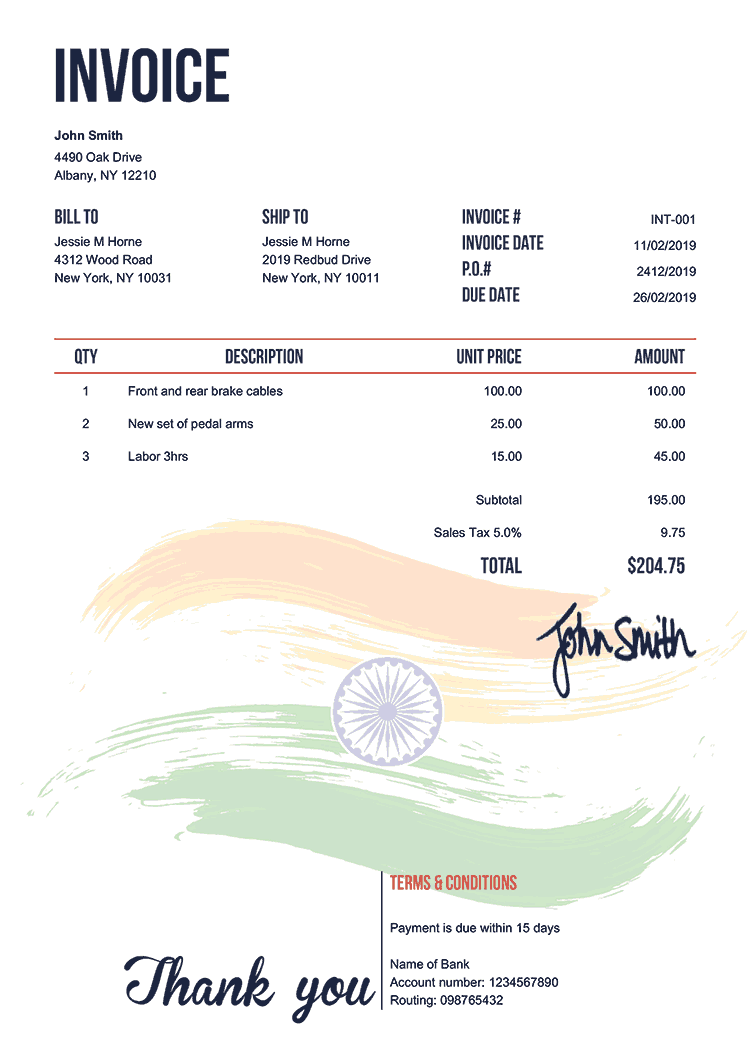 INVOICE
John Smith
4490 Oak Drive
Albany, NY 12210
BILL TO
Jessie M Horne
4312 Wood Road
New York, NY 10031
SHIP TO
Jessie M Horne
2019 Redbud Drive
New York, NY 10011
INVOICE # INT-001
INVOICE DATE 11/02/2019
P.O.# 2412/2019
DUE DATE 26/02/2019
QTY DESCRIPTION UNIT PRICE AMOUNT
1 Front and rear brake cables 100.00 100.00
2 New set of pedal arms 25.00 50.00
3 Labor 3hrs 15.00 45.00
Subtotal 195.00
Sales Tax 5.0% 9.75
TOTAL $204.75
John Smith
Thank you
TERMS & CONDITIONS
Payment is due within 15 days
Name of Bank
Account number: 1234567890
Routing: 098765432